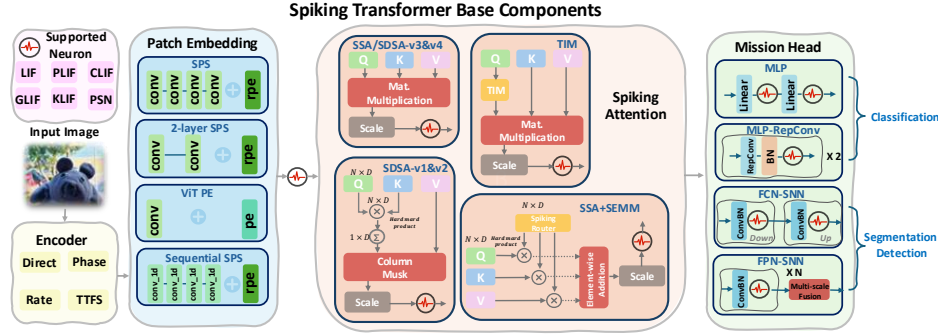 Spiking Transformer Base Components
Supported
Neuron
LIF PLIF CLIF
GLIF KLIF PSN
Input Image
Encoder
Direct Phase
Rate TTFS
Patch Embedding
SPS
conv conv conv conv rpe
2-layer SPS
conv conv rpe
ViT PE
conv pe
Sequential SPS
conv_1d conv_1d conv_1d conv_1d rpe
SSA/SDSA-v3&v4
Q K V
Mat.
Multiplication
Scale
TIM
Q K V
TIM
Mat.
Multiplication
Scale
Spiking
Attention
SDSA-v1&v2
N × D
Q K V
N × D
Hardmard
product
1 × D
Σ
Column
Musk
Scale
SSA+SEMM
N × D
Spiking
Router
N × D
Hardmard
product
Q
K
V
Element-wise
Addition
Scale
Mission Head
MLP
Linear Linear
MLP-RepConv
RepConv BN X 2
FCN-SNN
ConvBN Down ConvBN Up
FPN-SNN
ConvBN X N Multi-scale
Fusion
Classification
Segmentation
Detection